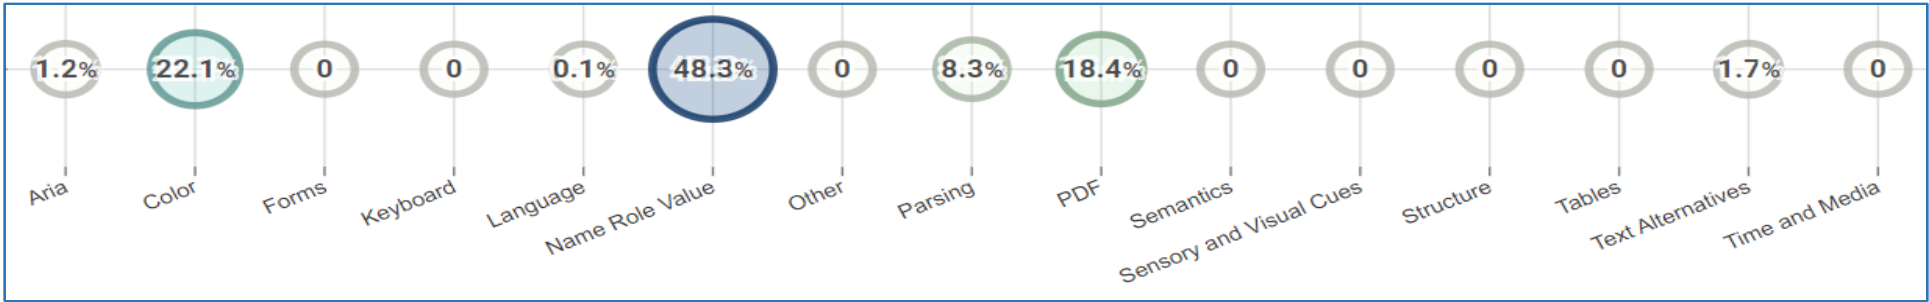 1.2% 22.1% 0 0 0.1% 48.3% 0 8.3% 18.4% 0 0 0 0 1.7% 0
Aria
Color
Forms
Keyboard
Language
Name Role Value
Other
Parsing
PDF
Semantics
Sensory and Visual Cues
Structure
Tables
Text Alternatives
Time and Media